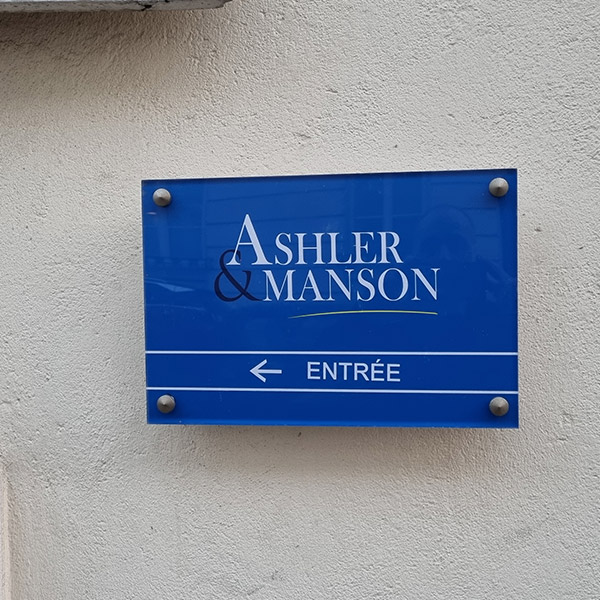 ASHLER
& MANSON
← ENTRÉE